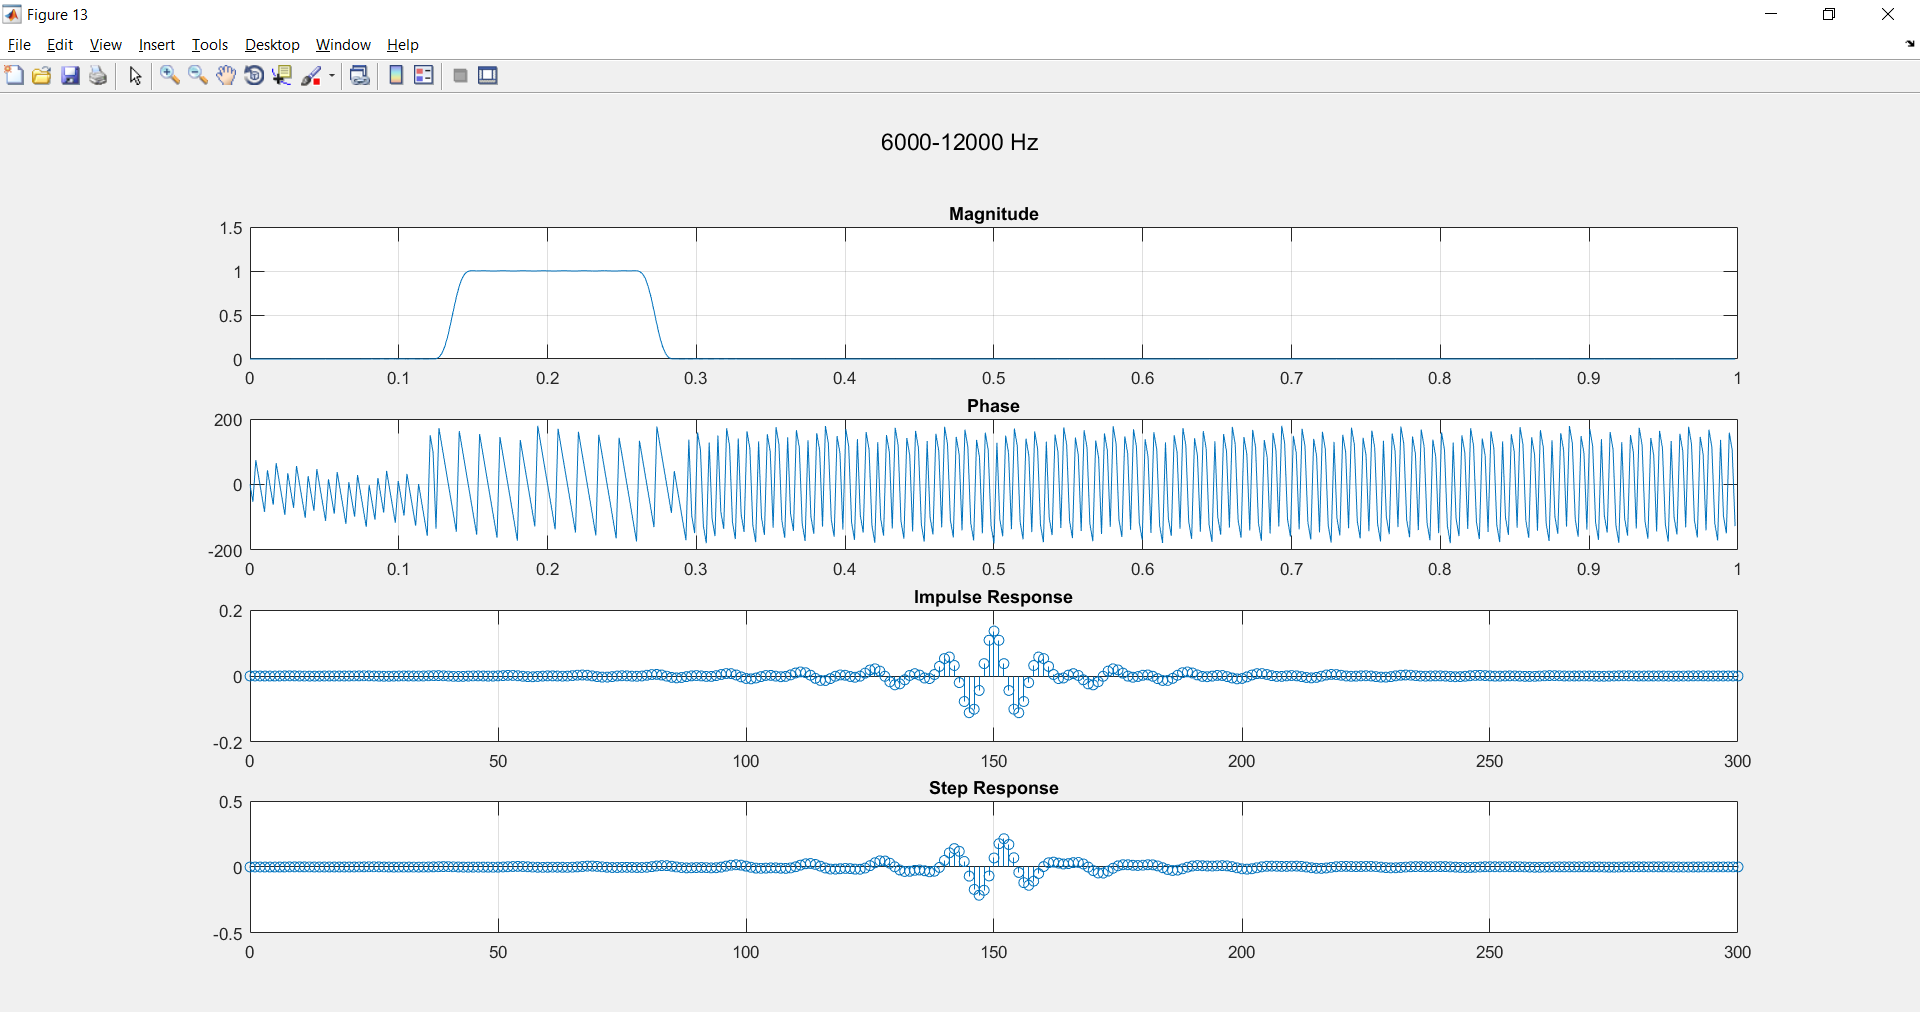 Figure 13
File Edit View Insert Tools Desktop Window Help
6000-12000 Hz
Magnitude
1.5
1
0.5
0
0 0.1 0.2 0.3 0.4 0.5 0.6 0.7 0.8 0.9 1
Phase
200
0
-200
0 0.1 0.2 0.3 0.4 0.5 0.6 0.7 0.8 0.9 1
Impulse Response
0.2
0
-0.2
0 50 100 150 200 250 300
Step Response
0.5
0
-0.5
0 50 100 150 200 250 300